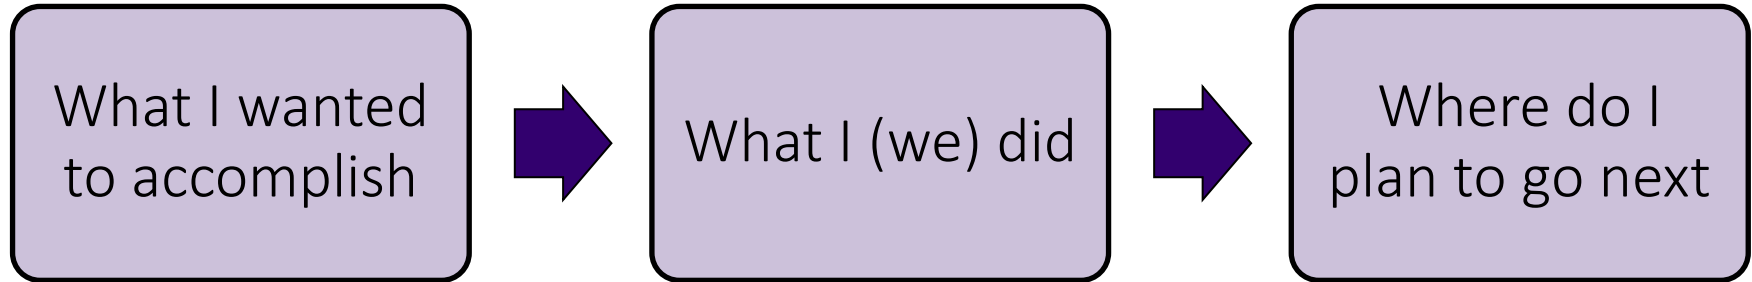 What I wanted
to accomplish
What I (we) did
Where do I
plan to go next